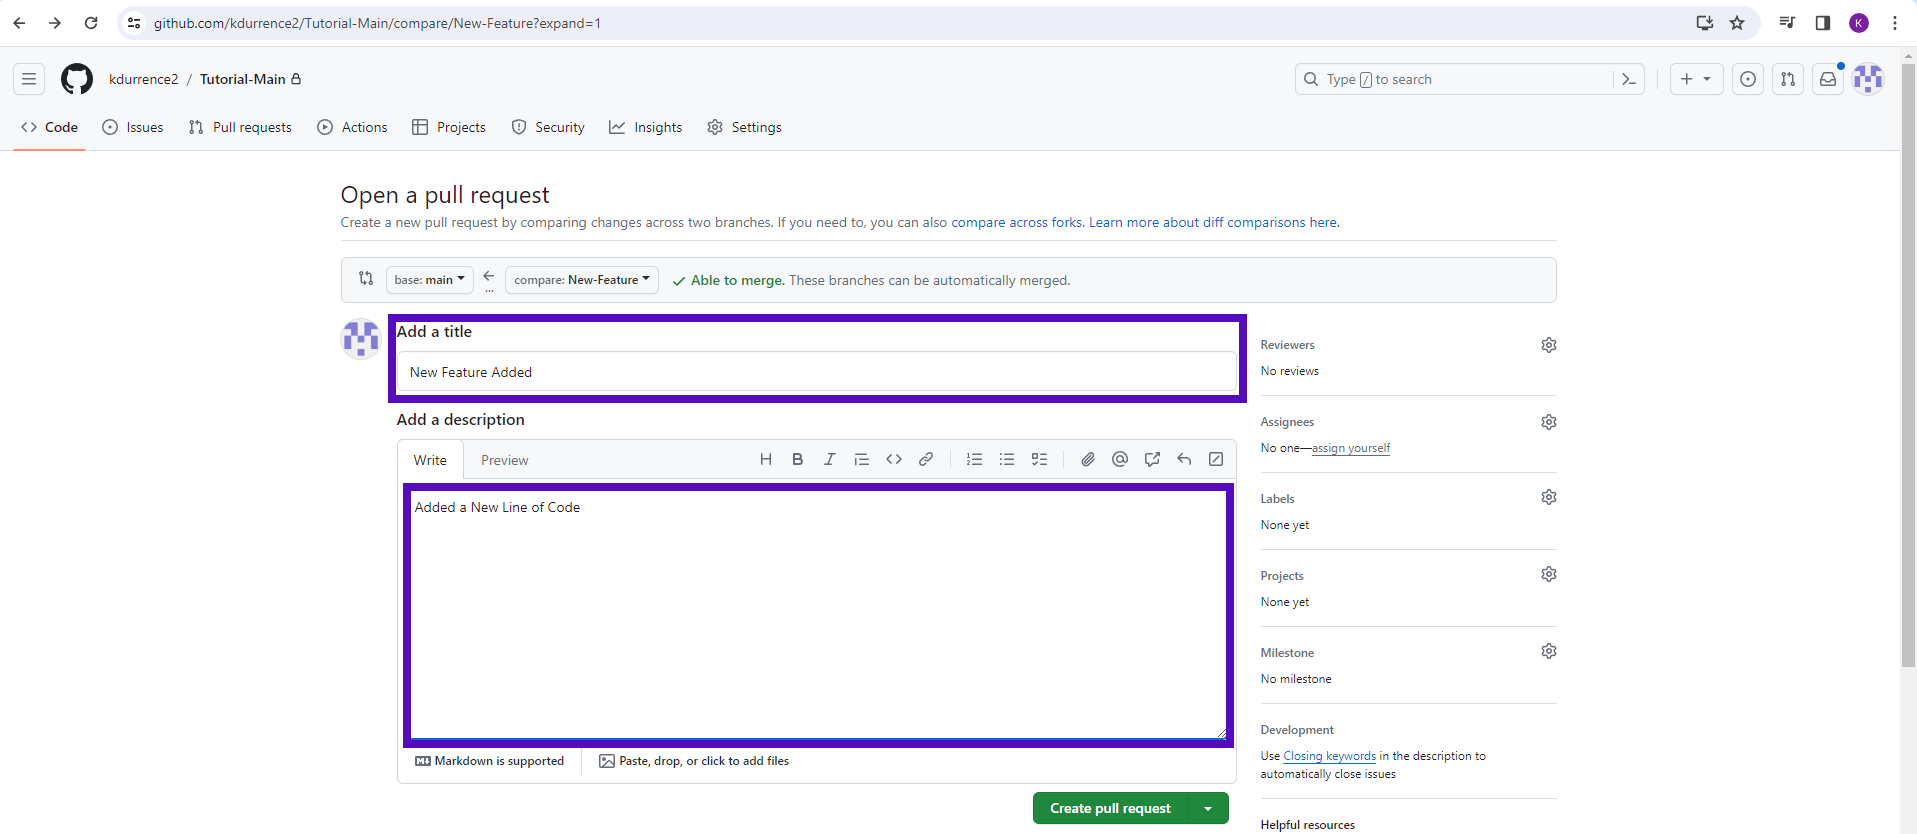 github.com/kdurrence2/Tutorial-Main/compare/New-Feature?expand=1
K
kdurrence2 / Tutorial-Main
Type / to search
Code Issues Pull requests Actions Projects Security Insights Settings
Open a pull request
Create a new pull request by comparing changes across two branches. If you need to, you can also compare across forks. Learn more about diff comparisons here.
base: main compare: New-Feature Able to merge. These branches can be automatically merged.
Add a title
New Feature Added
Add a description
Write Preview
Added a New Line of Code
Markdown is supported Paste, drop, or click to add files
Create pull request
Reviewers
No reviews
Assignees
No one—assign yourself
Labels
None yet
Projects
None yet
Milestone
No milestone
Development
Use Closing keywords in the description to
automatically close issues
Helpful resources